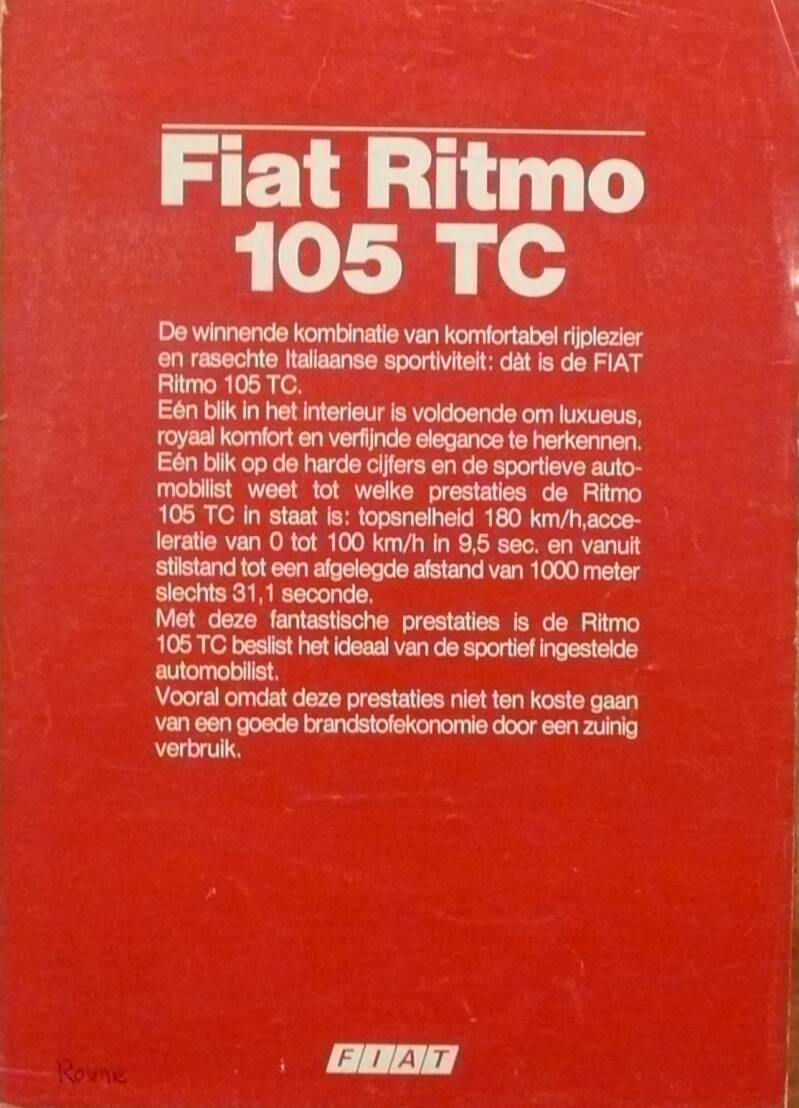 Fiat Ritmo
105 TC
De winnende kombinatie van komfortabel rijplezier
en rasechte Italiaanse sportiviteit: dàt is de FIAT
Ritmo 105 TC.
Eén blik in het interieur is voldoende om luxueus,
royaal komfort en verfijnde elegance te herkennen.
Eén blik op de harde cijfers en de sportieve auto-
mobilist weet tot welke prestaties de Ritmo
105 TC in staat is: topsnelheid 180 km/h,acce-
leratie van 0 tot 100 km/h in 9,5 sec. en vanuit
stilstand tot een afgelegde afstand van 1000 meter
slechts 31,1 seconde.
Met deze fantastische prestaties is de Ritmo
105 TC beslist het ideaal van de sportief ingestelde
automobilist.
Vooral omdat deze prestaties niet ten koste gaan
van een goede brandstofekonomie door een zuinig
verbruik.
FIAT